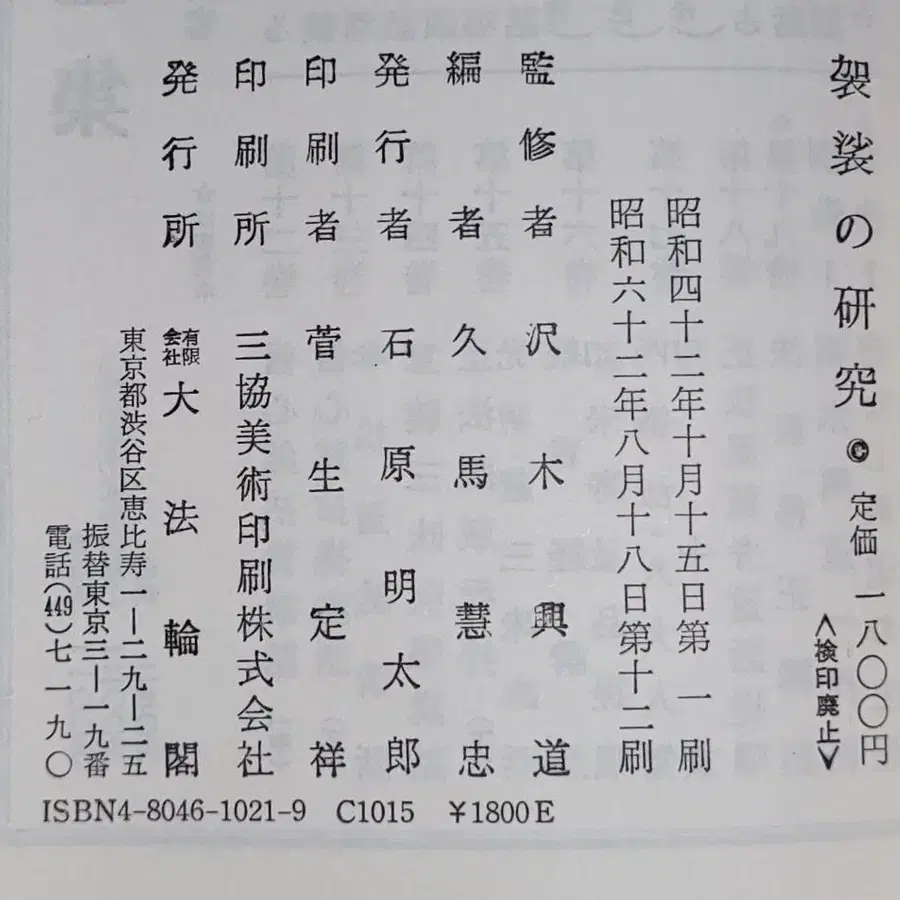 袈裟の研究 © 定価 一八〇〇円
<検印廃止>
昭和四十二年十月十五日第一刷
昭和六十二年八月十八日第十二刷
監修者 沢木興道
編者 久馬慧忠
発行者 石原明太郎
印刷者 菅生定祥
印刷所 三協美術印刷株式会社
発行所 有限会社 大法輪閣
東京都渋谷区恵比寿一—二九—二五
振替東京三—一九番
電話(449)七一九〇
ISBN4-8046-1021-9 C1015 ¥1800E